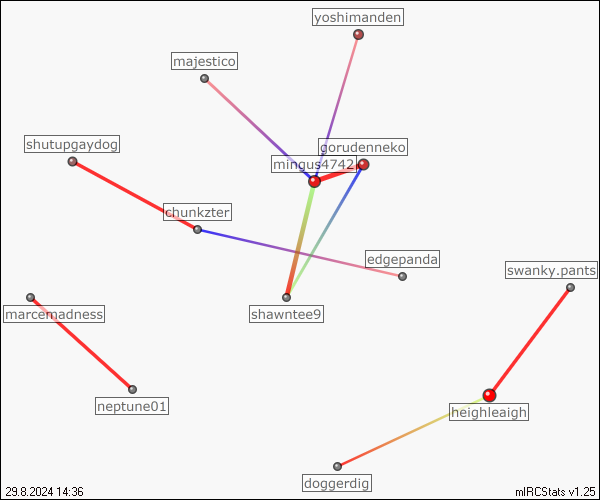 yoshimanden
majestico
shutupgaydog
gorudenneko
mingus4742
chunkzter
edgepanda
swanky.pants
marcemadness
shawntee9
neptune01
heighleaigh
doggerdig
29.8.2024 14:36
mIRCStats v1.25